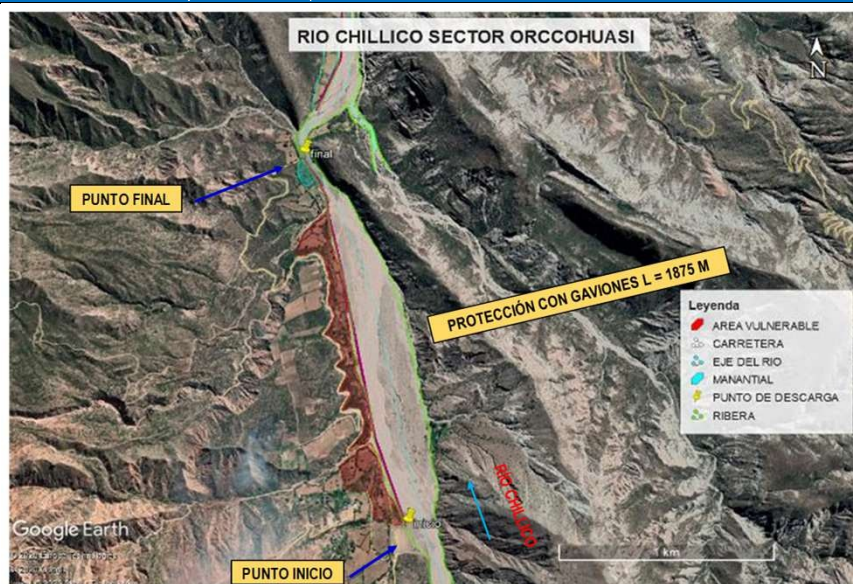 RIO CHILLICO SECTOR ORCCOHUASI
N
final
PUNTO FINAL
PROTECCIÓN CON GAVIONES L = 1875 M
Leyenda
AREA VULNERABLE
CARRETERA
EJE DEL RIO
MANANTIAL
PUNTO DE DESCARGA
RIBERA
RIO CHILLICO
inicio
Google Earth
1 km
PUNTO INICIO